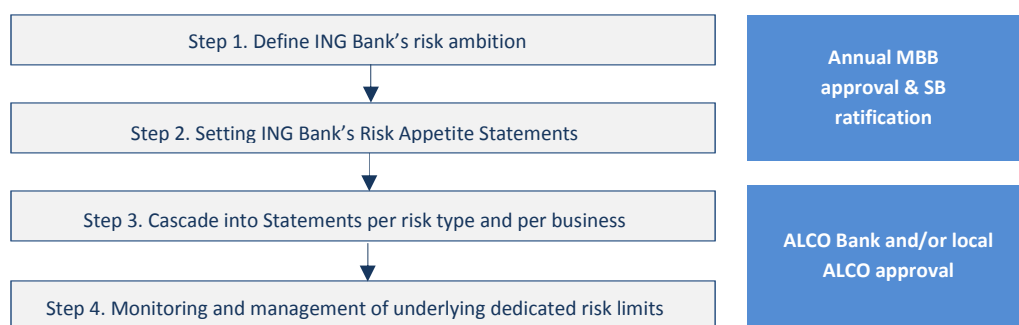 Step 1. Define ING Bank's risk ambition
Step 2. Setting ING Bank's Risk Appetite Statements
Step 3. Cascade into Statements per risk type and per business
Step 4. Monitoring and management of underlying dedicated risk limits
Annual MBB
approval & SB
ratification
ALCO Bank and/or local
ALCO approval